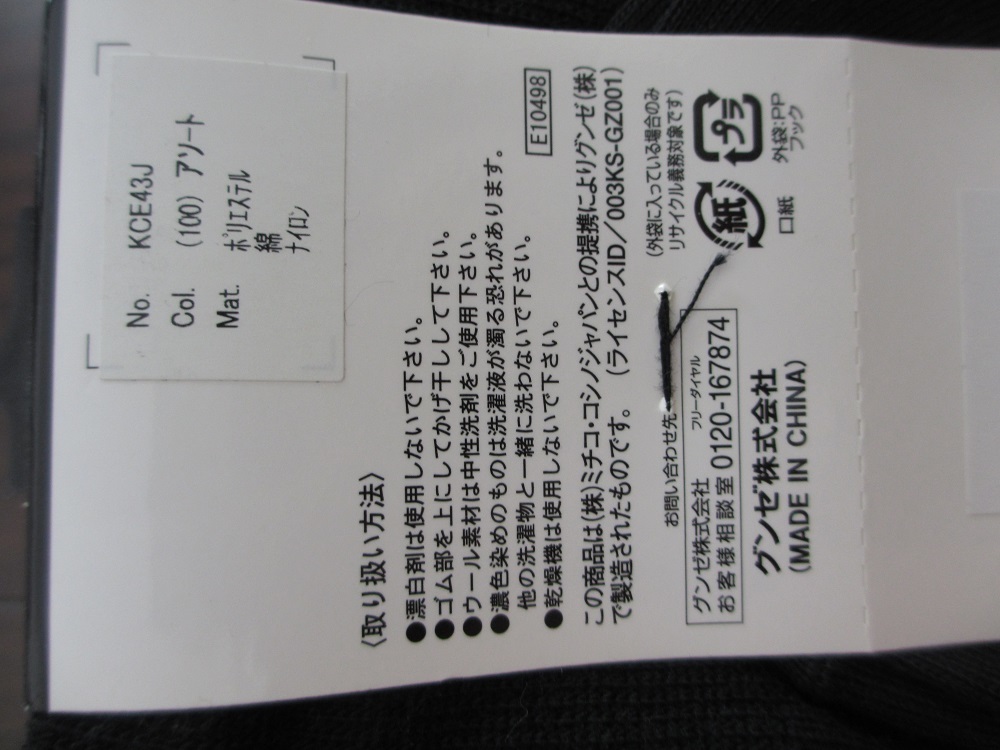 No. KCE43J
Col. (100) アソート
Mat. ポリエステル
綿
ナイロン
〈取り扱い方法〉
●漂白剤は使用しないで下さい。
●ゴム部を上にしてかげ干しして下さい。
●ウール素材は中性洗剤をご使用下さい。
●濃色染めのものは洗濯液が濁る恐れがあります。
他の洗濯物と一緒に洗わないで下さい。
●乾燥機は使用しないで下さい。
E10498
この商品は(株)ミチコ・コシノジャパンとの提携によりグンゼ(株)
で製造されたものです。(ライセンスID／003KS-GZ001)
(外袋に入っている場合のみ
リサイクル義務対象です)
紙
プラ
口紙
外袋:PP
フック
お問い合わせ先
グンゼ株式会社 フリーダイヤル
お客様相談室 0120-167874
グンゼ株式会社
(MADE IN CHINA)